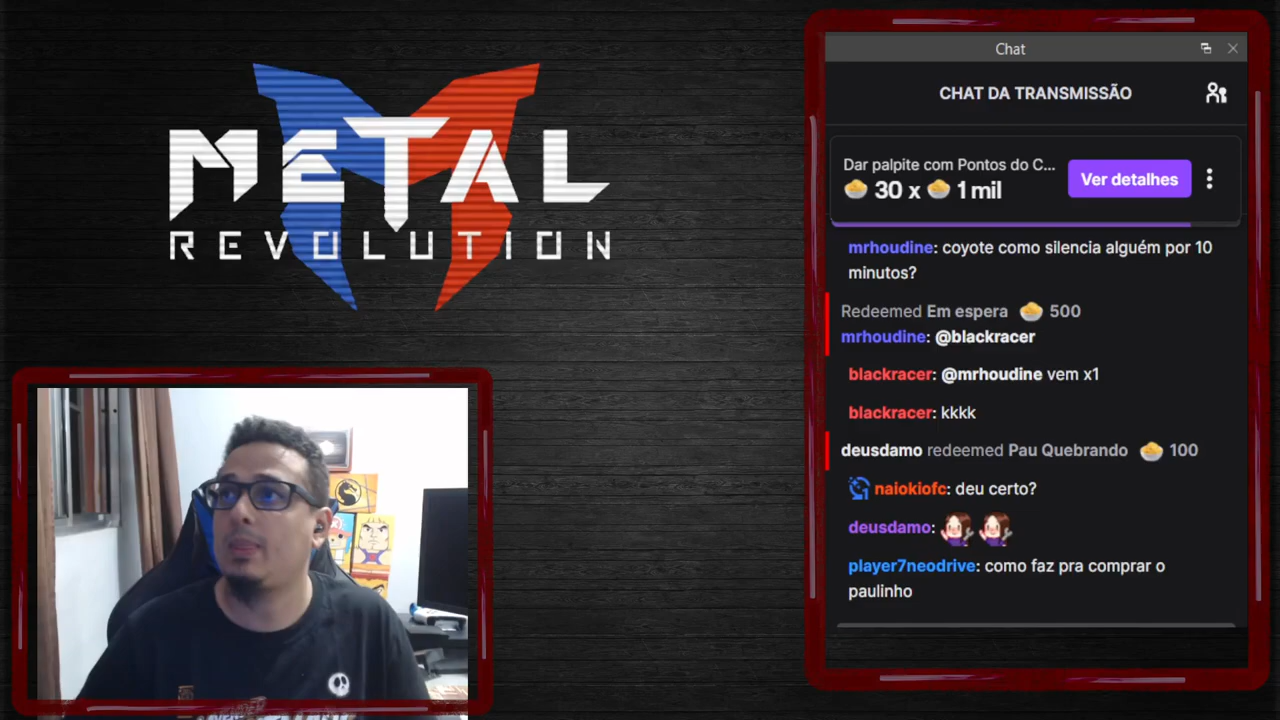 METAL
REVOLUTION
Chat
CHAT DA TRANSMISSÃO
Dar palpite com Pontos do C...
30 x 1 mil
Ver detalhes
mrhoudine: coyote como silencia alguém por 10
minutos?
Redeemed Em espera 500
mrhoudine: @blackracer
blackracer: @mrhoudine vem x1
blackracer: kkkk
deusdamo redeemed Pau Quebrando 100
naiokiofc: deu certo?
deusdamo:
player7neodrive: como faz pra comprar o
paulinho